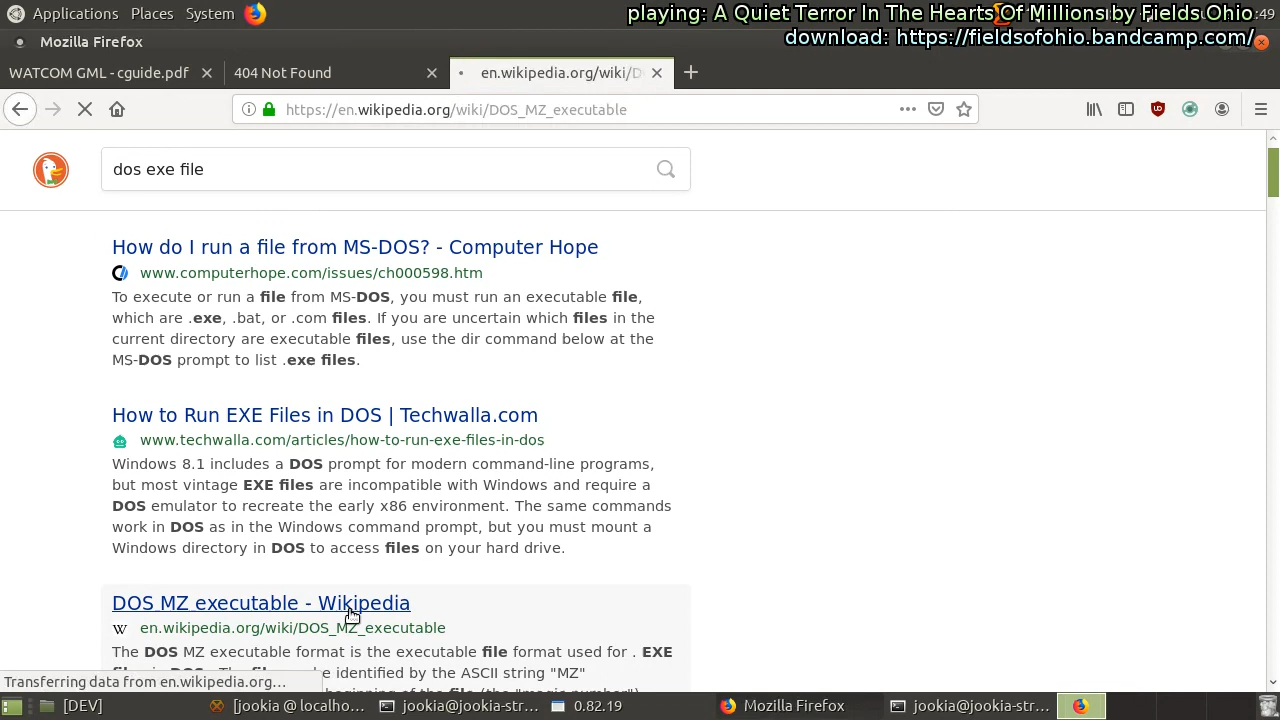 Applications Places System
playing: A Quiet Terror In The Hearts Of Millions by Fields Ohio
:49
download: https://fieldsofohio.bandcamp.com/
Mozilla Firefox
WATCOM GML - cguide.pdf
404 Not Found
en.wikipedia.org/wiki/D
https://en.wikipedia.org/wiki/DOS_MZ_executable
dos exe file
How do I run a file from MS-DOS? - Computer Hope
www.computerhope.com/issues/ch000598.htm
To execute or run a file from MS-DOS, you must run an executable file,
which are .exe, .bat, or .com files. If you are uncertain which files in the
current directory are executable files, use the dir command below at the
MS-DOS prompt to list .exe files.
How to Run EXE Files in DOS | Techwalla.com
www.techwalla.com/articles/how-to-run-exe-files-in-dos
Windows 8.1 includes a DOS prompt for modern command-line programs,
but most vintage EXE files are incompatible with Windows and require a
DOS emulator to recreate the early x86 environment. The same commands
work in DOS as in the Windows command prompt, but you must mount a
Windows directory in DOS to access files on your hard drive.
DOS MZ executable - Wikipedia
W en.wikipedia.org/wiki/DOS_MZ_executable
The DOS MZ executable format is the executable file format used for . EXE
identified by the ASCII string "MZ"
Transferring data from en.wikipedia.org…
[DEV]
[jookia @ localho...
jookia@jookia-str...
0.82.19
Mozilla Firefox
jookia@jookia-str...